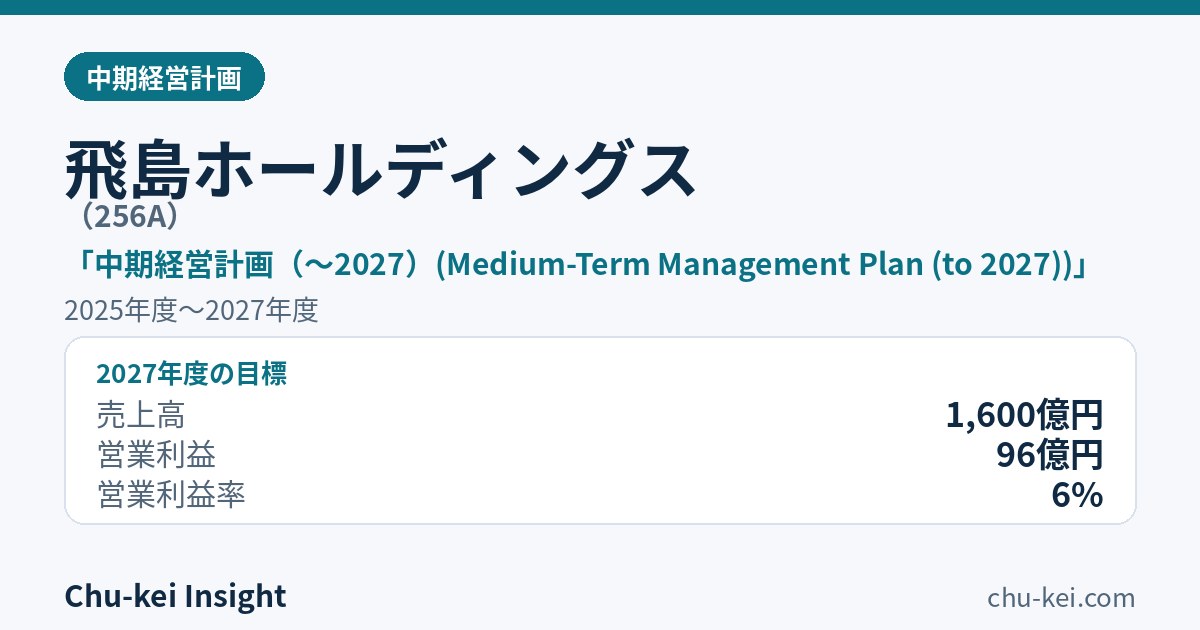 中期経営計画
飛島ホールディングス
（256A）
「中期経営計画（～2027）(Medium-Term Management Plan (to 2027))」
2025年度～2027年度
2027年度の目標
売上高 1,600億円
営業利益 96億円
営業利益率 6%
Chu-kei Insight chu-kei.com